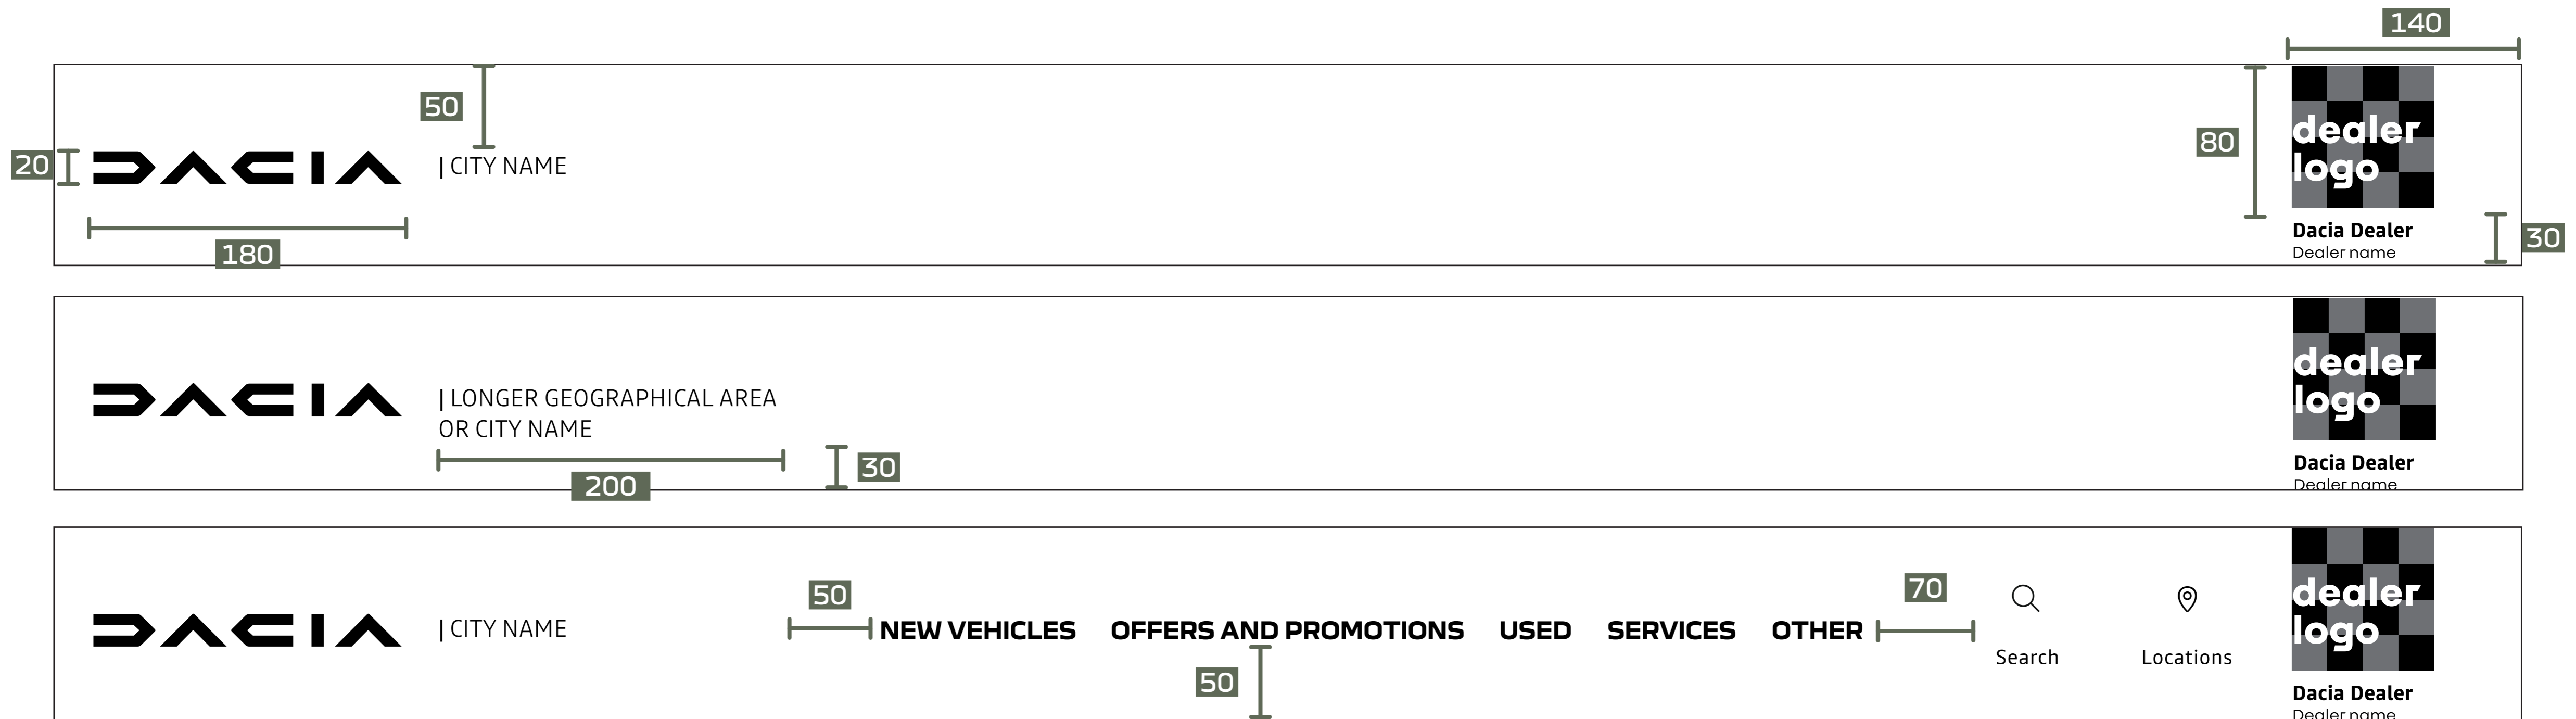 140
50
20
DACIA
| CITY NAME
180
80
dealer
logo
Dacia Dealer
Dealer name
30
DACIA
| LONGER GEOGRAPHICAL AREA
OR CITY NAME
200
30
dealer
logo
Dacia Dealer
Dealer name
DACIA
| CITY NAME
50
NEW VEHICLES OFFERS AND PROMOTIONS USED SERVICES OTHER
50
70
Search
Locations
dealer
logo
Dacia Dealer
Dealer name